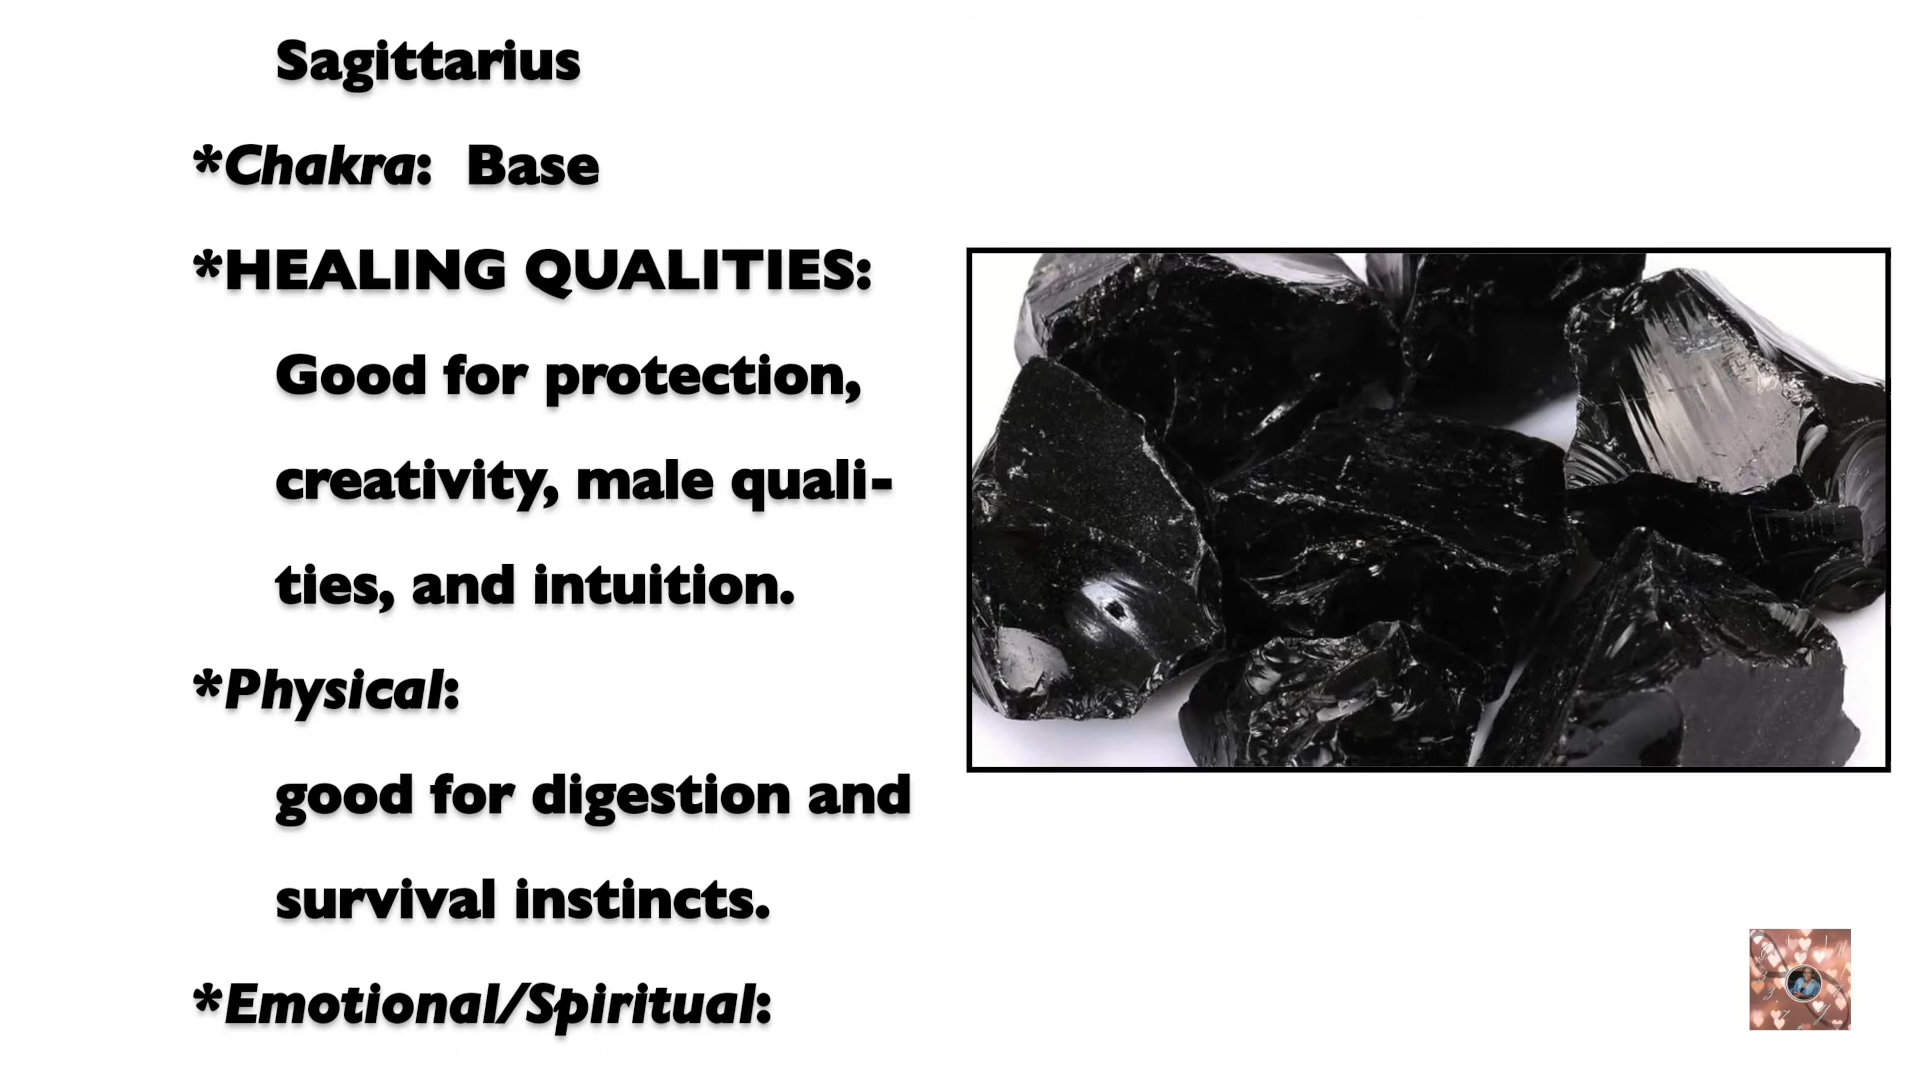 Sagittarius
*Chakra:  Base
*HEALING QUALITIES:
Good for protection,
creativity, male quali-
ties, and intuition.
*Physical:
good for digestion and
survival instincts.
*Emotional/Spiritual: